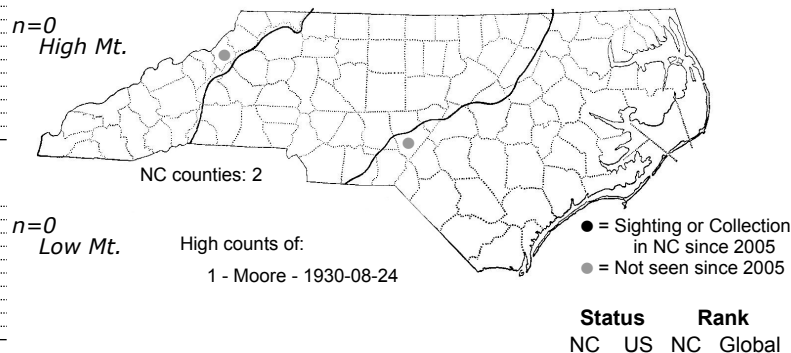 n=0
High Mt.
NC counties: 2
n=0
Low Mt.
High counts of:
1 - Moore - 1930-08-24
● = Sighting or Collection
in NC since 2005
● = Not seen since 2005
Status Rank
NC US NC Global